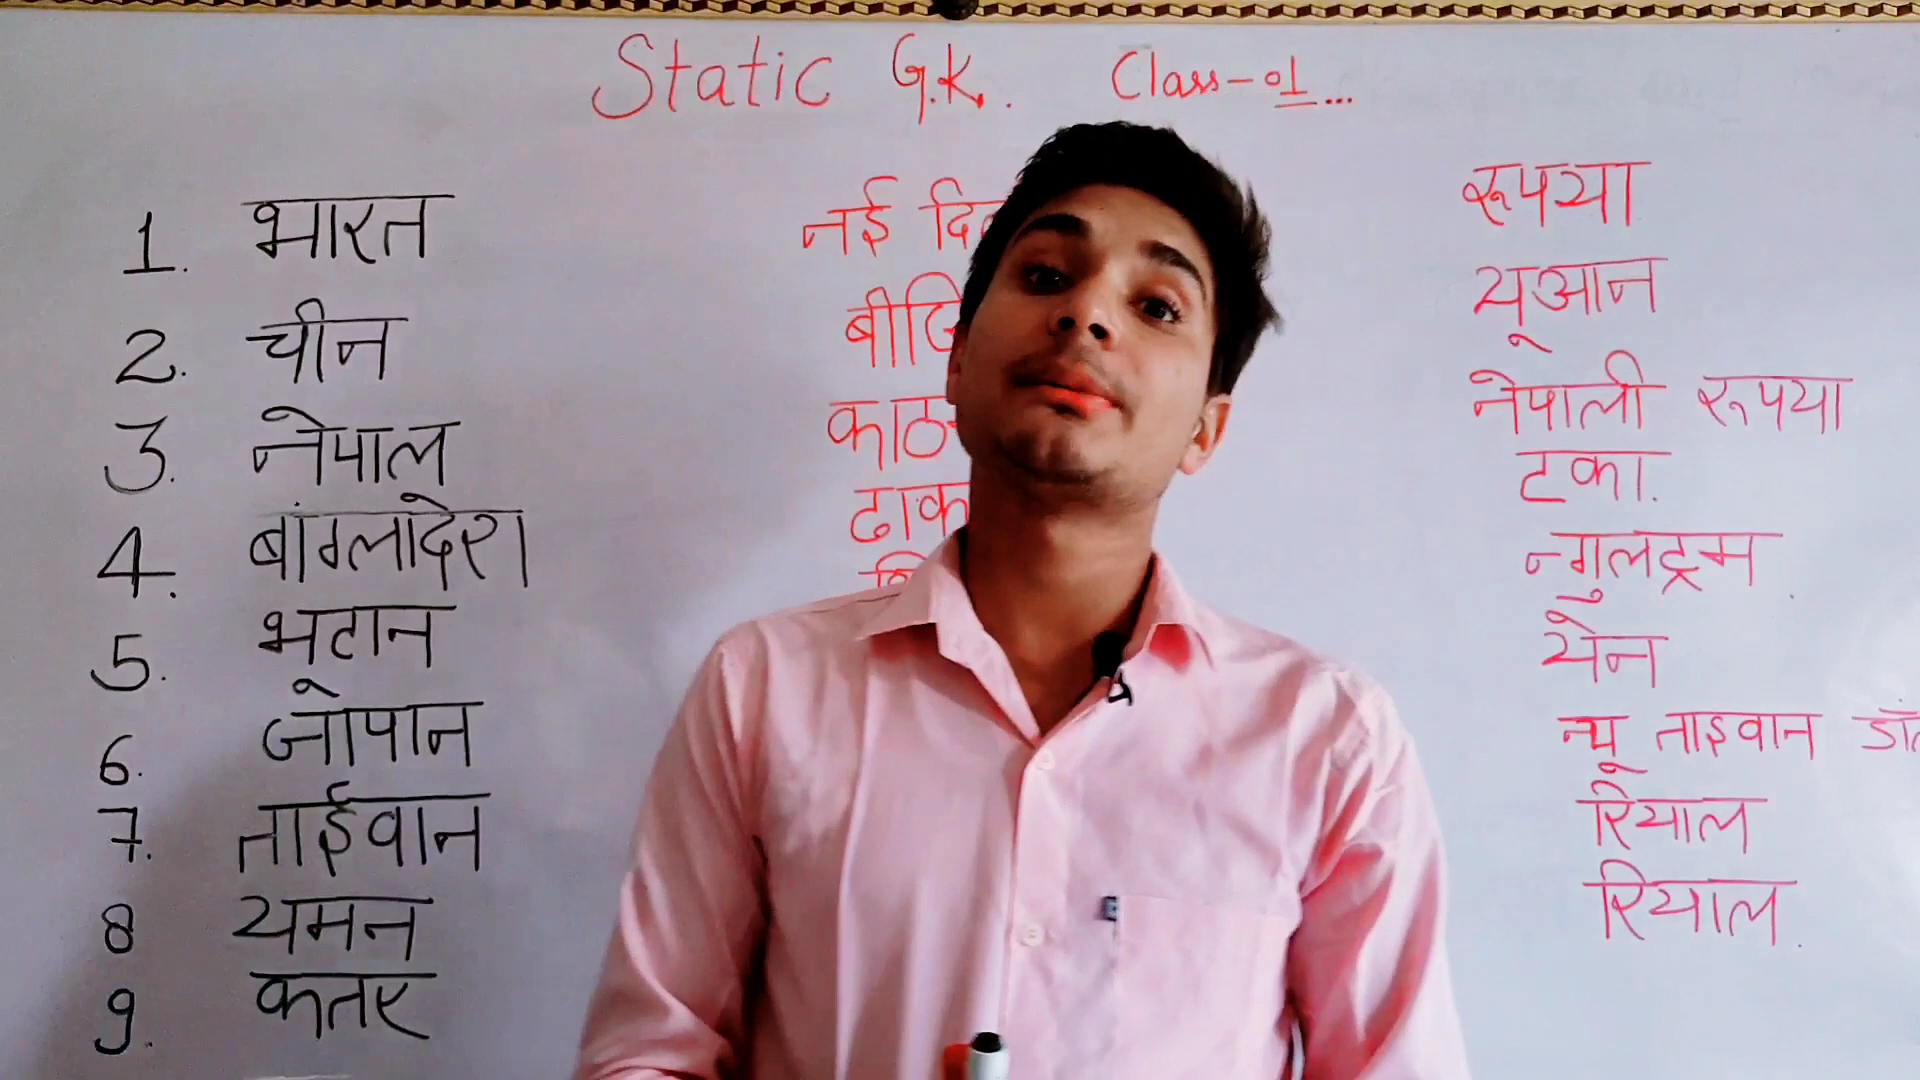 Static G.K. Class-01...
1. भारत नई रूपया
2. चीन यूआन
3. नेपाल नेपाली रूपया
4. बांग्लादेश टका.
5. भूटान न्गुलट्रम
6. जापान येन
7. ताईवान न्यू ताइवान
8 यमन रियाल
9. कतर रियाल